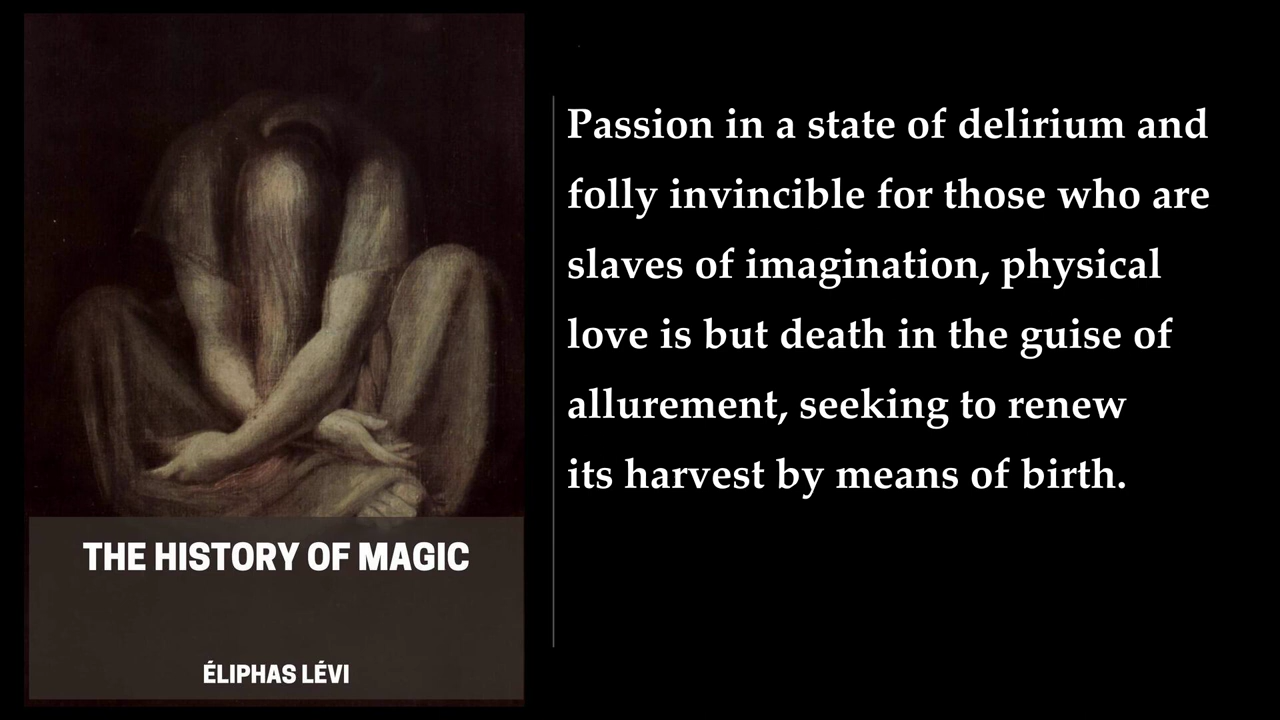 THE HISTORY OF MAGIC
ÉLIPHAS LÉVI
Passion in a state of delirium and
folly invincible for those who are
slaves of imagination, physical
love is but death in the guise of
allurement, seeking to renew
its harvest by means of birth.